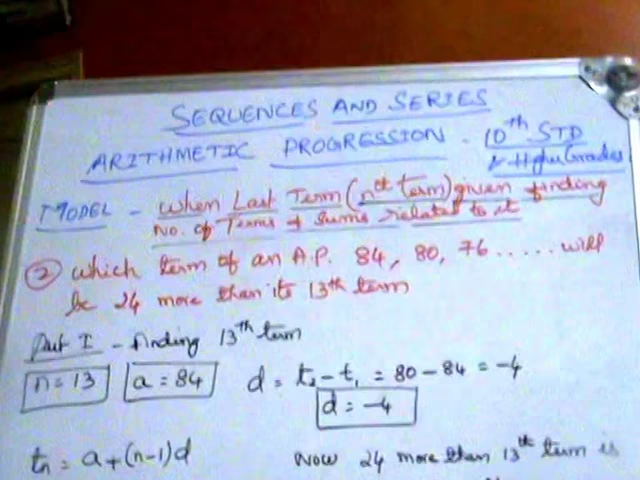 SEQUENCES AND SERIES
ARITHMETIC PROGRESSION - 10th STD
& Higher Grades
MODEL - When Last Term (nth term) given finding
No. of Terms & sums related to it
2 Which term of an A.P. 84, 80, 76 ..... will
be 24 more than its 13th term
Part I - finding 13th term
n = 13 a = 84 d = t2 - t1 = 80 - 84 = -4
d = -4
tn = a + (n-1)d Now 24 more than 13th term is